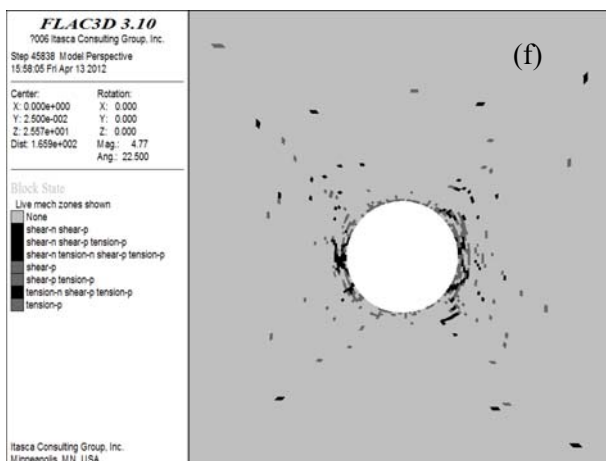 FLAC3D 3.10
?006 Itasca Consulting Group, Inc.
Step 45838 Model Perspective
15:58:05 Fri Apr 13 2012
Center: Rotation:
X: 0.000e+000 X: 0.000
Y: 2.500e-002 Y: 0.000
Z: 2.557e+001 Z: 0.000
Dist: 1.659e+002 Mag.: 4.77
Ang.: 22.500
Block State
Live mech zones shown
None
shear-n shear-p
shear-n shear-p tension-p
shear-n tension-n shear-p tension-p
shear-p
shear-p tension-p
tension-n shear-p tension-p
tension-p
Itasca Consulting Group, Inc.
Minneapolis, MN USA
(f)